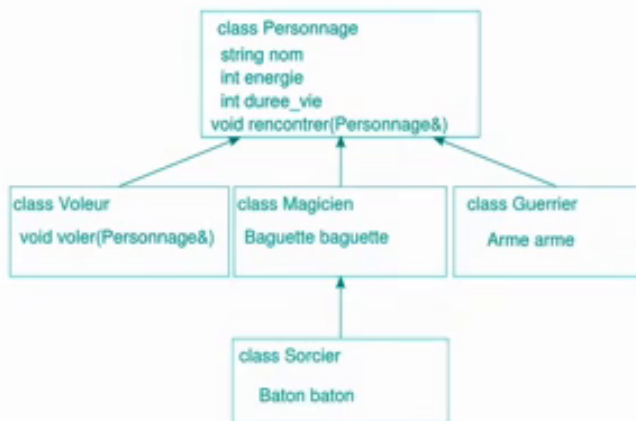 class Personnage
string nom
int energie
int duree_vie
void rencontrer(Personnage&)
class Voleur
void voler(Personnage&)
class Magicien
Baguette baguette
class Guerrier
Arme arme
class Sorcier
Baton baton